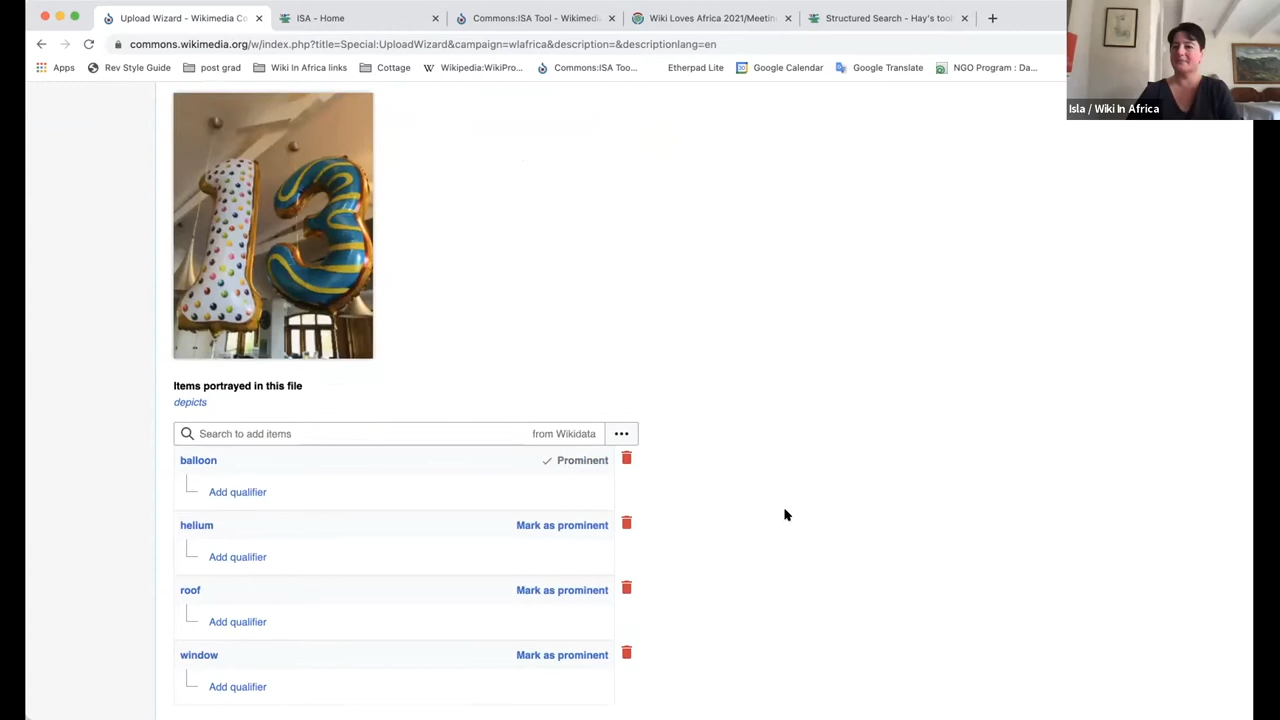 Upload Wizard - Wikimedia Co
ISA - Home
Commons:ISA Tool - Wikimedi
Wiki Loves Africa 2021/Meetin
Structured Search - Hay's tool
commons.wikimedia.org/w/index.php?title=Special:UploadWizard&campaign=wlafrica&description=&descriptionlang=en
Apps
Rev Style Guide
post grad
Wiki In Africa links
Cottage
Wikipedia:WikiPro...
Commons:ISA Too...
Etherpad Lite
Google Calendar
Google Translate
NGO Program : Da...
Isla / Wiki In Africa
13
Items portrayed in this file
depicts
Search to add items from Wikidata
balloon Prominent
Add qualifier
helium Mark as prominent
Add qualifier
roof Mark as prominent
Add qualifier
window Mark as prominent
Add qualifier